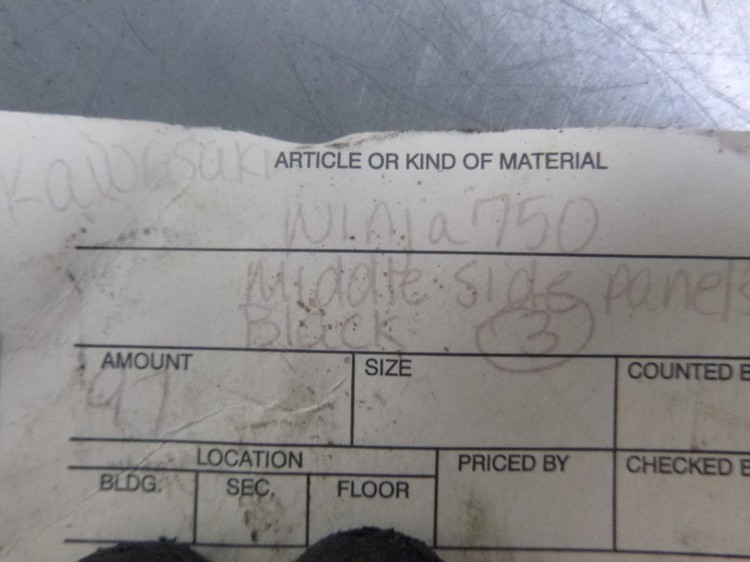 Kawasaki
ARTICLE OR KIND OF MATERIAL
Ninja 750
Middle side panels
Black 3
AMOUNT SIZE COUNTED B
97
LOCATION PRICED BY CHECKED B
BLDG. SEC. FLOOR